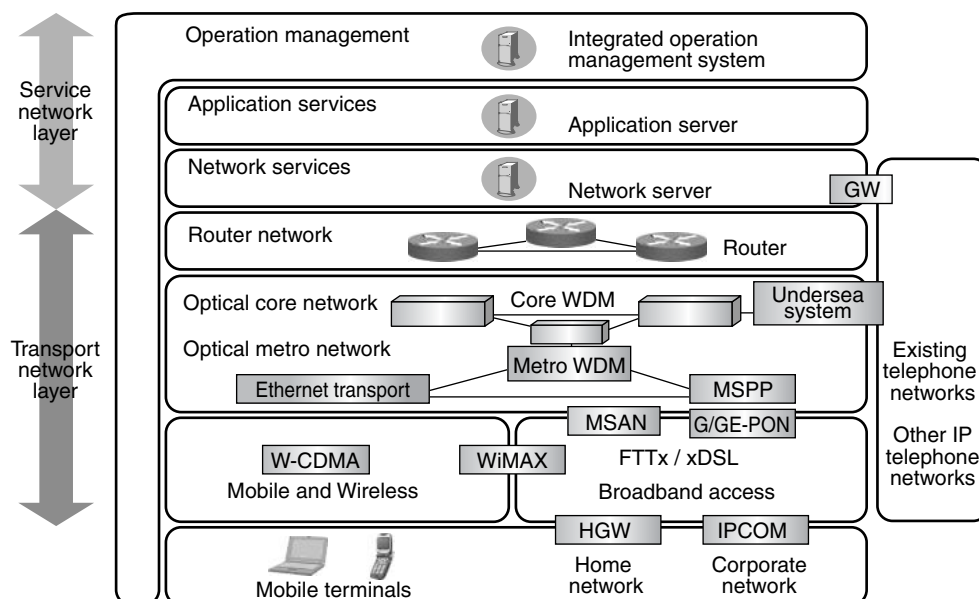 Service
network
layer
Transport
network
layer
Operation management
Integrated operation
management system
Application services
Application server
Network services
Network server
GW
Router network
Router
Optical core network
Core WDM
Undersea
system
Optical metro network
Metro WDM
Ethernet transport
MSPP
MSAN
G/GE-PON
W-CDMA
WiMAX
FTTx / xDSL
Mobile and Wireless
Broadband access
HGW
IPCOM
Mobile terminals
Home
network
Corporate
network
Existing
telephone
networks
Other IP
telephone
networks